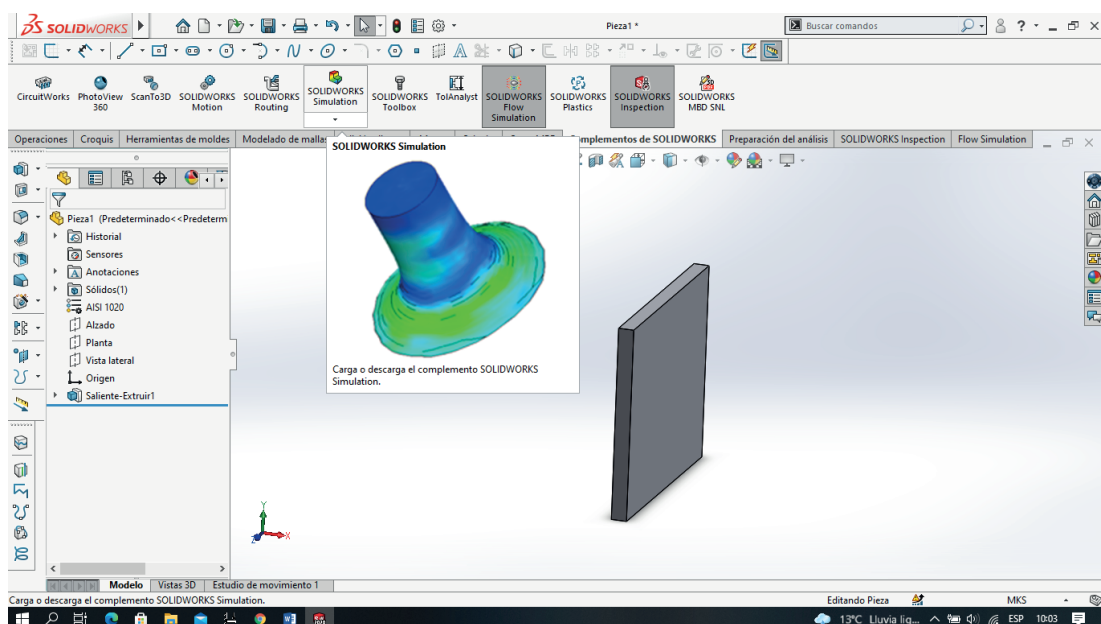 SOLIDWORKS
Pieza1 *
Buscar comandos
CircuitWorks
PhotoView
360
ScanTo3D
SOLIDWORKS
Motion
SOLIDWORKS
Routing
SOLIDWORKS
Simulation
SOLIDWORKS
Toolbox
TolAnalyst
SOLIDWORKS
Flow
Simulation
SOLIDWORKS
Plastics
SOLIDWORKS
Inspection
SOLIDWORKS
MBD SNL
Operaciones
Croquis
Herramientas de moldes
Modelado de mallas
mplementos de SOLIDWORKS
Preparación del análisis
SOLIDWORKS Inspection
Flow Simulation
SOLIDWORKS Simulation
Carga o descarga el complemento SOLIDWORKS
Simulation.
Pieza1 (Predeterminado<<Predeterm
Historial
Sensores
Anotaciones
Sólidos(1)
AISI 1020
Alzado
Planta
Vista lateral
Origen
Saliente-Extruir1
Y
X
Z
Modelo
Vistas 3D
Estudio de movimiento 1
Carga o descarga el complemento SOLIDWORKS Simulation.
Editando Pieza
MKS
13°C Lluvia lig...
ESP
10:03